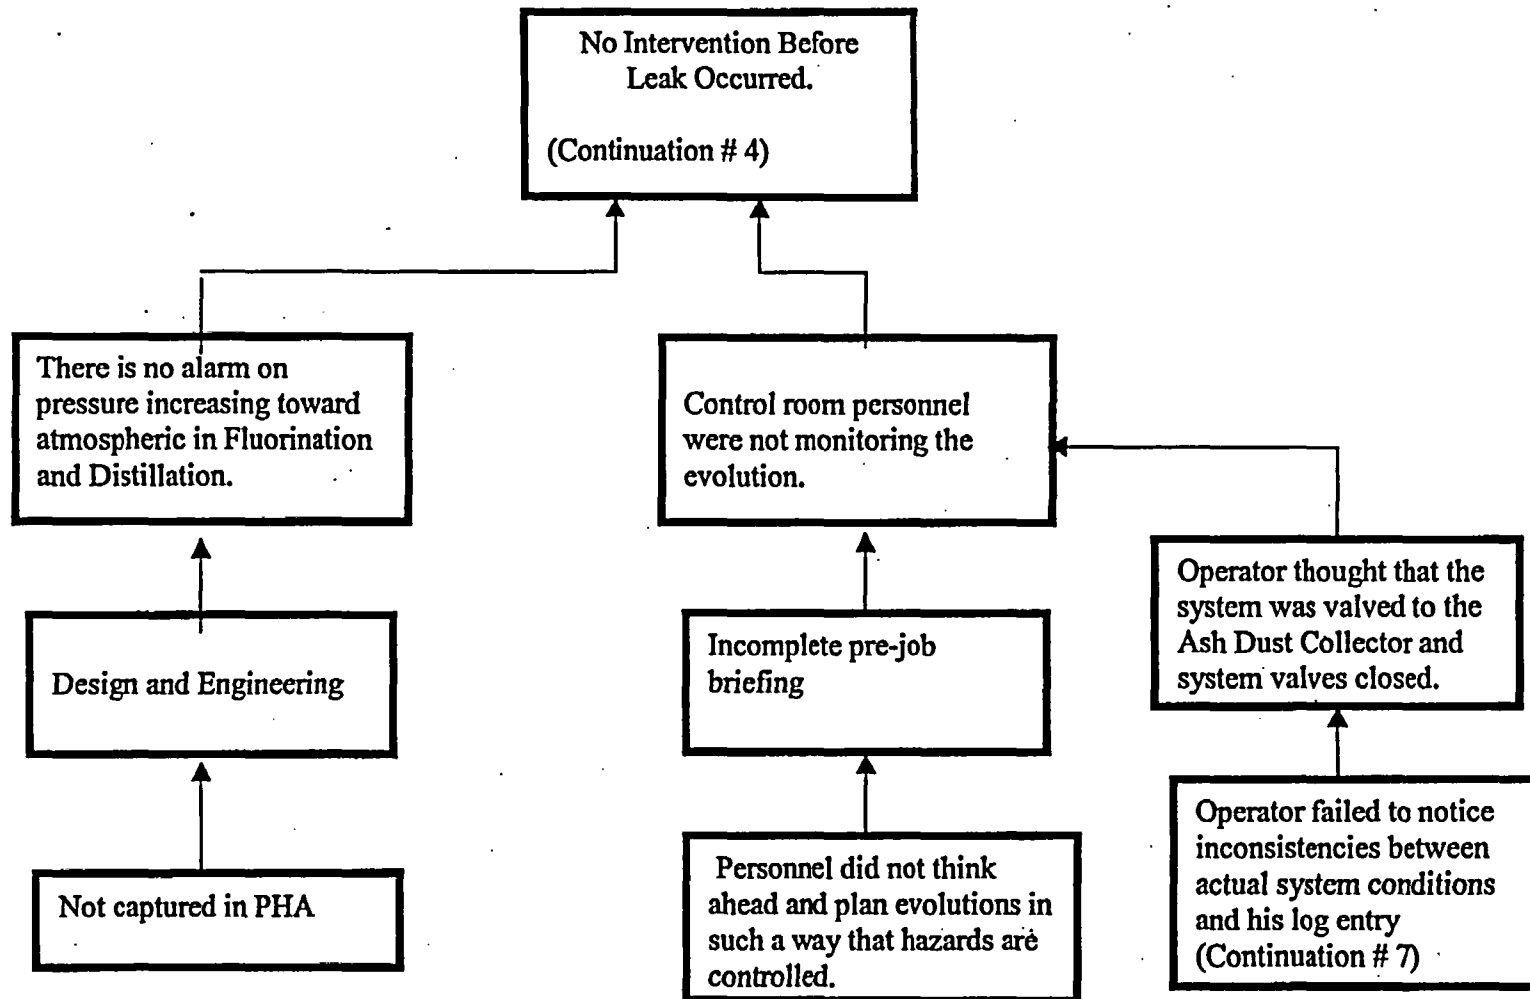 No Intervention Before
Leak Occurred.
(Continuation # 4)
There is no alarm on
pressure increasing toward
atmospheric in Fluorination
and Distillation.
Control room personnel
were not monitoring the
evolution.
Operator thought that the
system was valved to the
Ash Dust Collector and
system valves closed.
Design and Engineering
Incomplete pre-job
briefing
Operator failed to notice
inconsistencies between
actual system conditions
and his log entry
(Continuation # 7)
Not captured in PHA
Personnel did not think
ahead and plan evolutions in
such a way that hazards are
controlled.